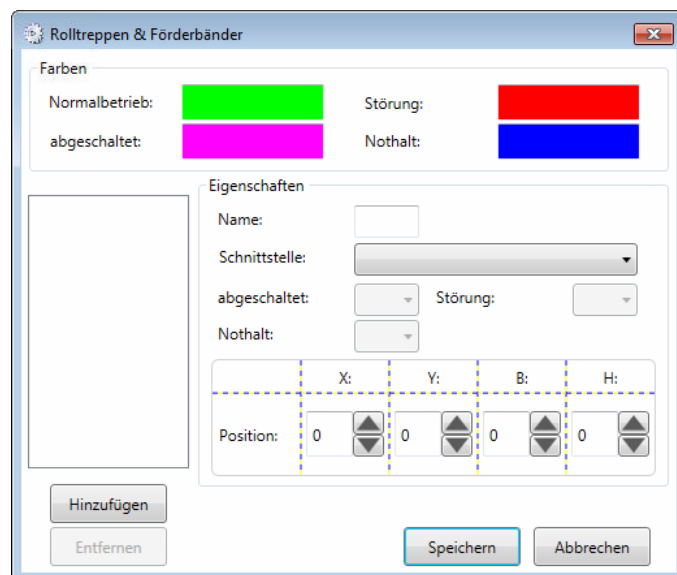 Rolltreppen & Förderbänder
Farben
Normalbetrieb: Störung:
abgeschaltet: Nothalt:
Eigenschaften
Name:
Schnittstelle:
abgeschaltet: Störung:
Nothalt:
X: Y: B: H:
Position: 0 0 0 0
Hinzufügen
Entfernen Speichern Abbrechen